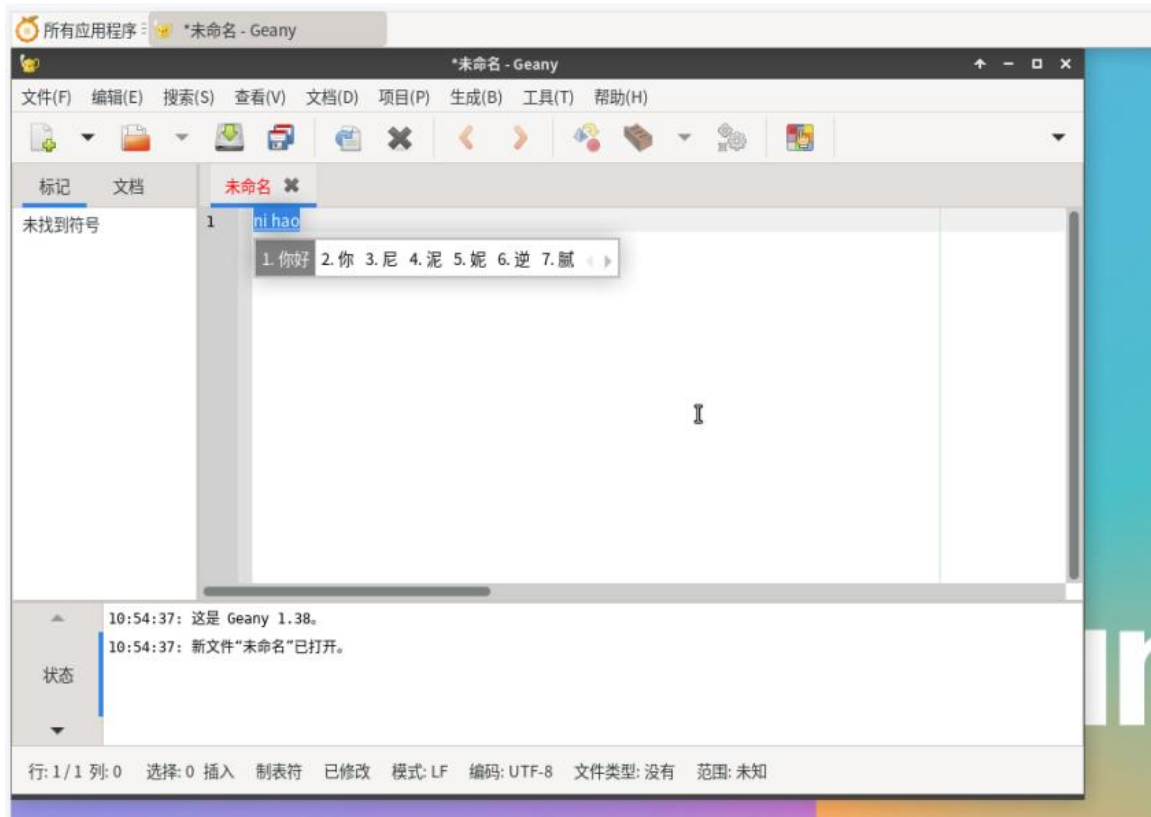 所有应用程序 *未命名 - Geany
*未命名 - Geany
文件(F) 编辑(E) 搜索(S) 查看(V) 文档(D) 项目(P) 生成(B) 工具(T) 帮助(H)
标记 文档 未命名
未找到符号 1 ni hao
1. 你好 2. 你 3. 尼 4. 泥 5. 妮 6. 逆 7. 腻
10:54:37: 这是 Geany 1.38。
10:54:37: 新文件“未命名”已打开。
状态
行: 1 / 1 列: 0 选择: 0 插入 制表符 已修改 模式: LF 编码: UTF-8 文件类型: 没有 范围: 未知